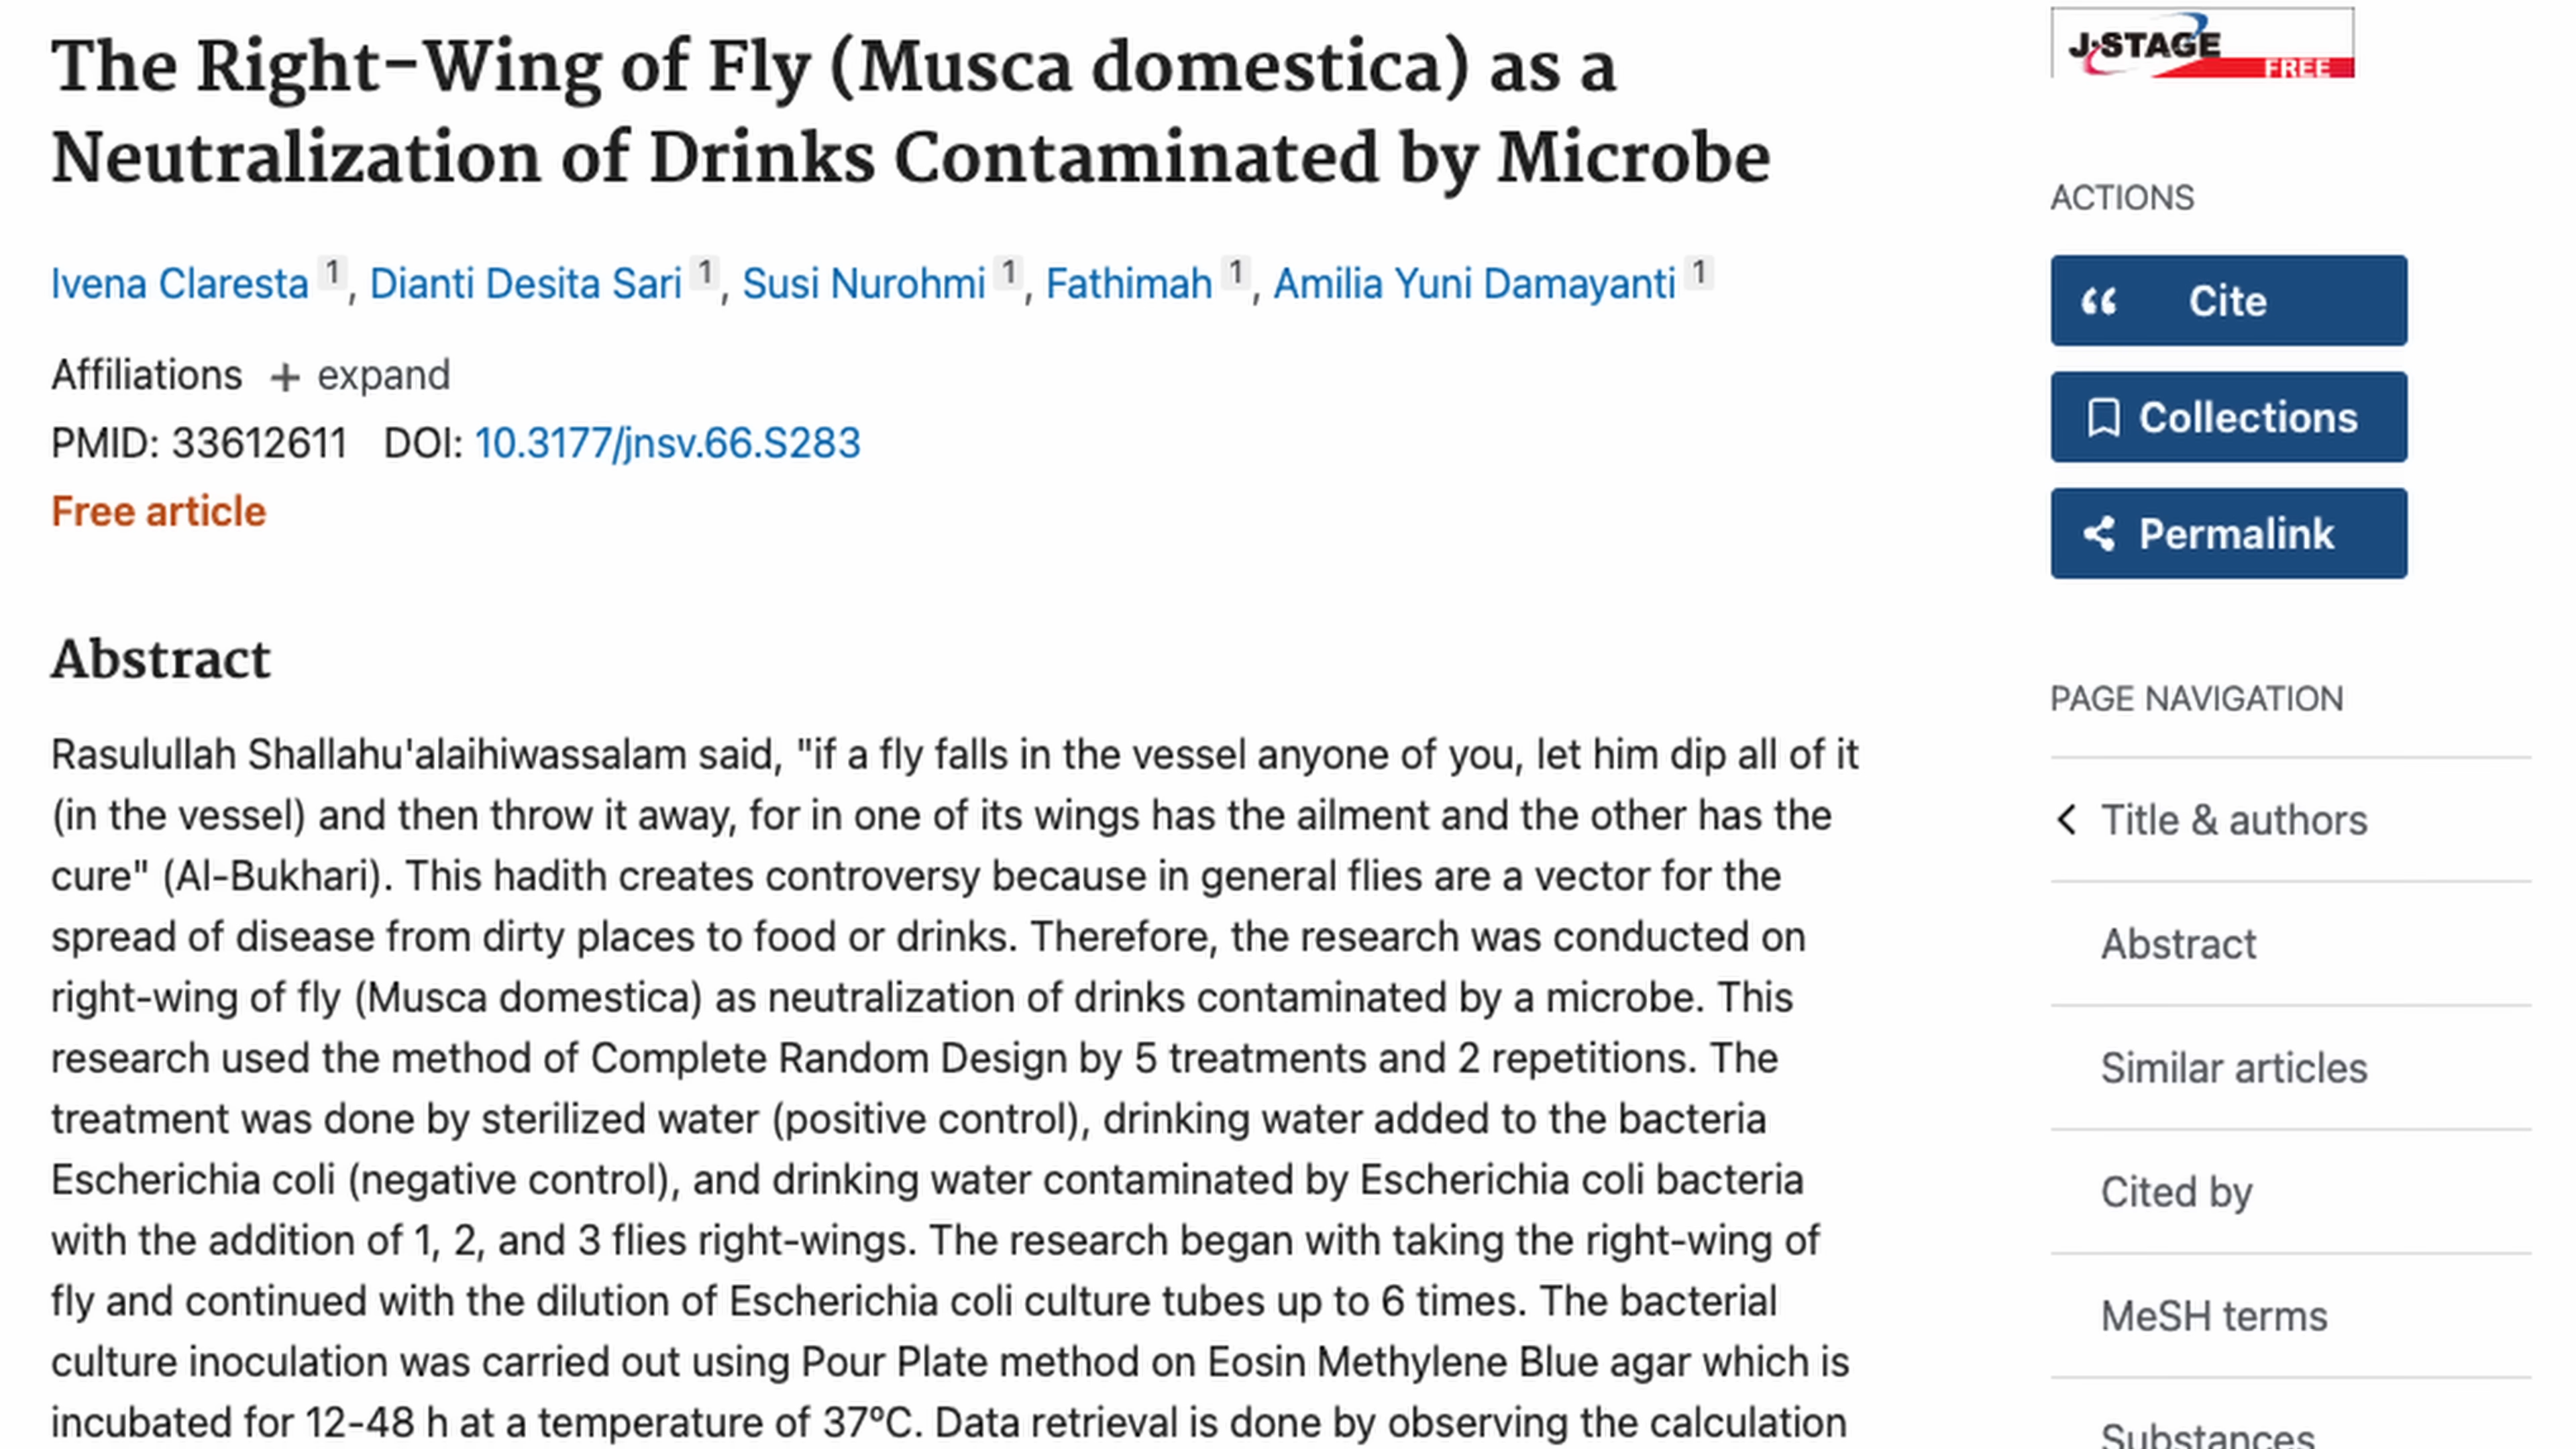 The Right-Wing of Fly (Musca domestica) as a
Neutralization of Drinks Contaminated by Microbe
Ivena Claresta 1, Dianti Desita Sari 1, Susi Nurohmi 1, Fathimah 1, Amilia Yuni Damayanti 1
Affiliations + expand
PMID: 33612611 DOI: 10.3177/jnsv.66.S283
Free article
Abstract
Rasulullah Shallahu'alaihiwassalam said, "if a fly falls in the vessel anyone of you, let him dip all of it
(in the vessel) and then throw it away, for in one of its wings has the ailment and the other has the
cure" (Al-Bukhari). This hadith creates controversy because in general flies are a vector for the
spread of disease from dirty places to food or drinks. Therefore, the research was conducted on
right-wing of fly (Musca domestica) as neutralization of drinks contaminated by a microbe. This
research used the method of Complete Random Design by 5 treatments and 2 repetitions. The
treatment was done by sterilized water (positive control), drinking water added to the bacteria
Escherichia coli (negative control), and drinking water contaminated by Escherichia coli bacteria
with the addition of 1, 2, and 3 flies right-wings. The research began with taking the right-wing of
fly and continued with the dilution of Escherichia coli culture tubes up to 6 times. The bacterial
culture inoculation was carried out using Pour Plate method on Eosin Methylene Blue agar which is
incubated for 12-48 h at a temperature of 37ºC. Data retrieval is done by observing the calculation
J-STAGE
FREE
ACTIONS
Cite
Collections
Permalink
PAGE NAVIGATION
Title & authors
Abstract
Similar articles
Cited by
MeSH terms
Substances